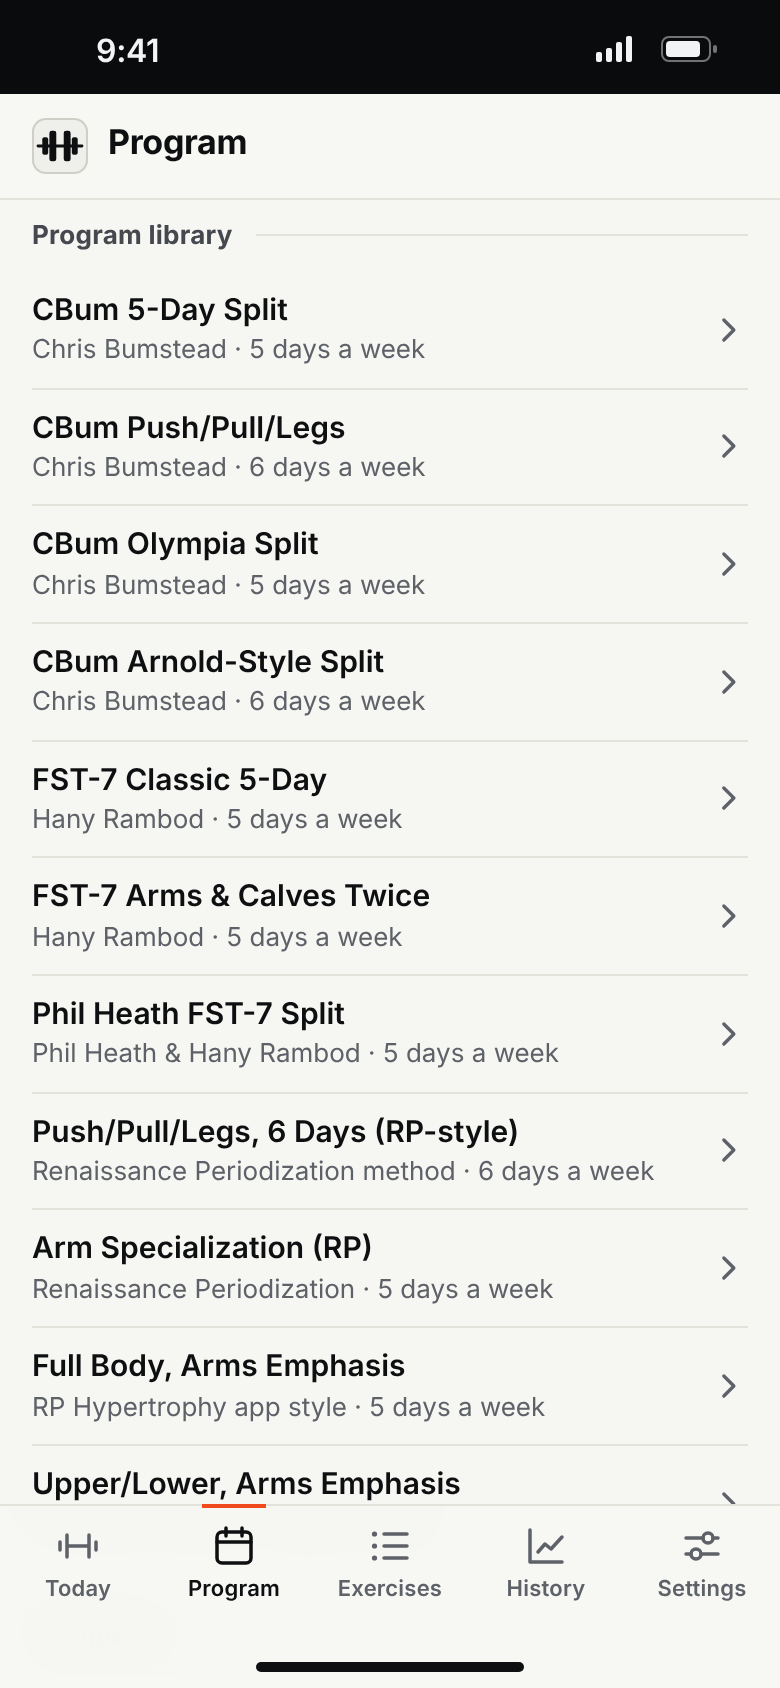 9:41
Program
Program library
CBum 5-Day Split
Chris Bumstead · 5 days a week
CBum Push/Pull/Legs
Chris Bumstead · 6 days a week
CBum Olympia Split
Chris Bumstead · 5 days a week
CBum Arnold-Style Split
Chris Bumstead · 6 days a week
FST-7 Classic 5-Day
Hany Rambod · 5 days a week
FST-7 Arms & Calves Twice
Hany Rambod · 5 days a week
Phil Heath FST-7 Split
Phil Heath & Hany Rambod · 5 days a week
Push/Pull/Legs, 6 Days (RP-style)
Renaissance Periodization method · 6 days a week
Arm Specialization (RP)
Renaissance Periodization · 5 days a week
Full Body, Arms Emphasis
RP Hypertrophy app style · 5 days a week
Upper/Lower, Arms Emphasis
Today
Program
Exercises
History
Settings